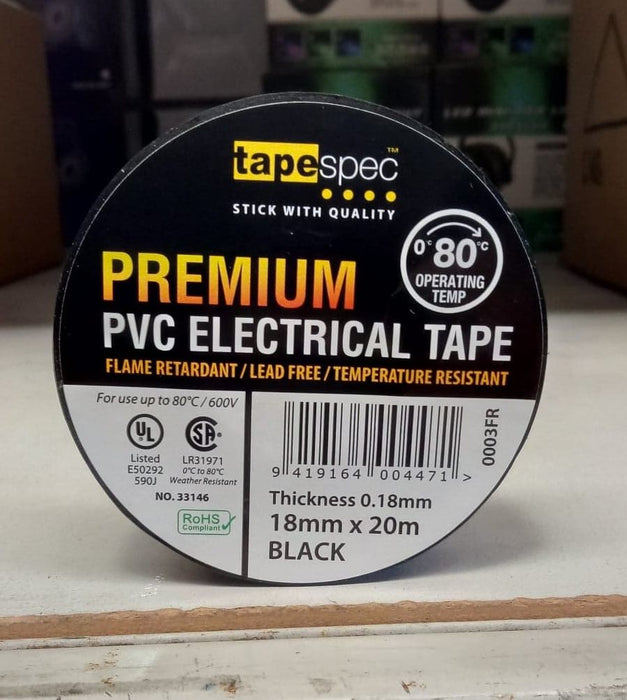 tapespec™
STICK WITH QUALITY
0°c 80°c
OPERATING
TEMP
PREMIUM
PVC ELECTRICAL TAPE
FLAME RETARDANT / LEAD FREE / TEMPERATURE RESISTANT
For use up to 80°C / 600V
UL
Listed
E50292
590J
SA
LR31971
0°C to 80°C
Weather Resistant
NO. 33146
RoHS
Compliant
9 419164 004471 >
0003FR
Thickness 0.18mm
18mm x 20m
BLACK